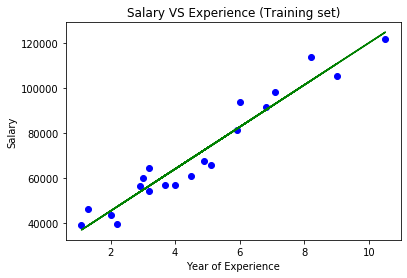 Salary VS Experience (Training set)
120000
100000
80000
60000
40000
Salary
2 4 6 8 10
Year of Experience